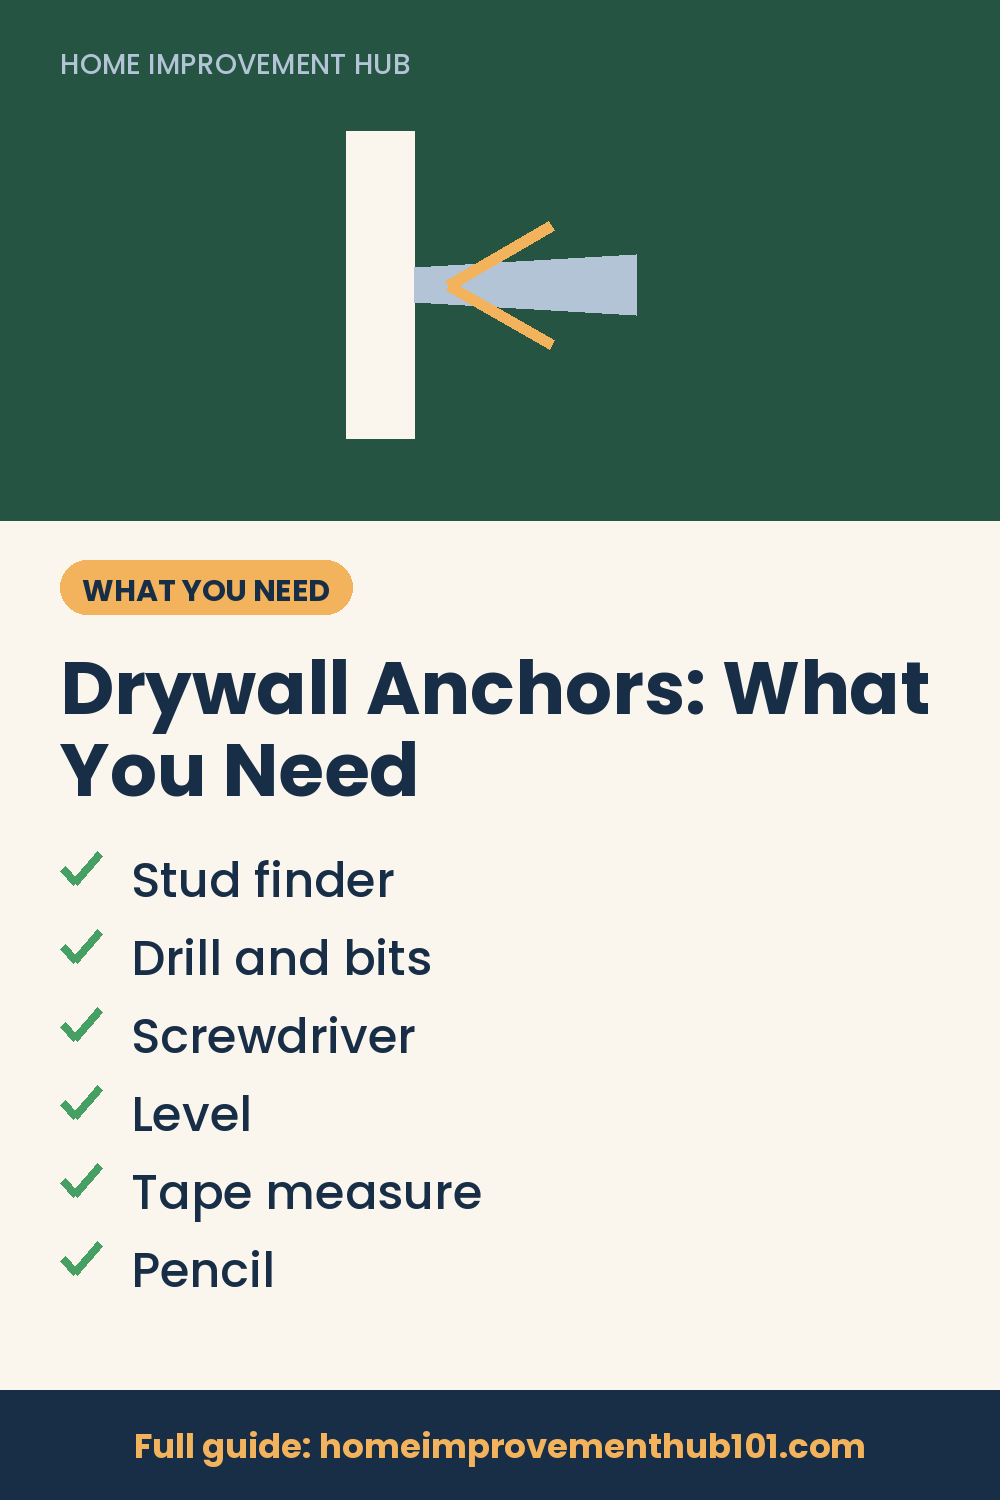 HOME IMPROVEMENT HUB
WHAT YOU NEED
Drywall Anchors: What
You Need
Stud finder
Drill and bits
Screwdriver
Level
Tape measure
Pencil
Full guide: homeimprovementhub101.com